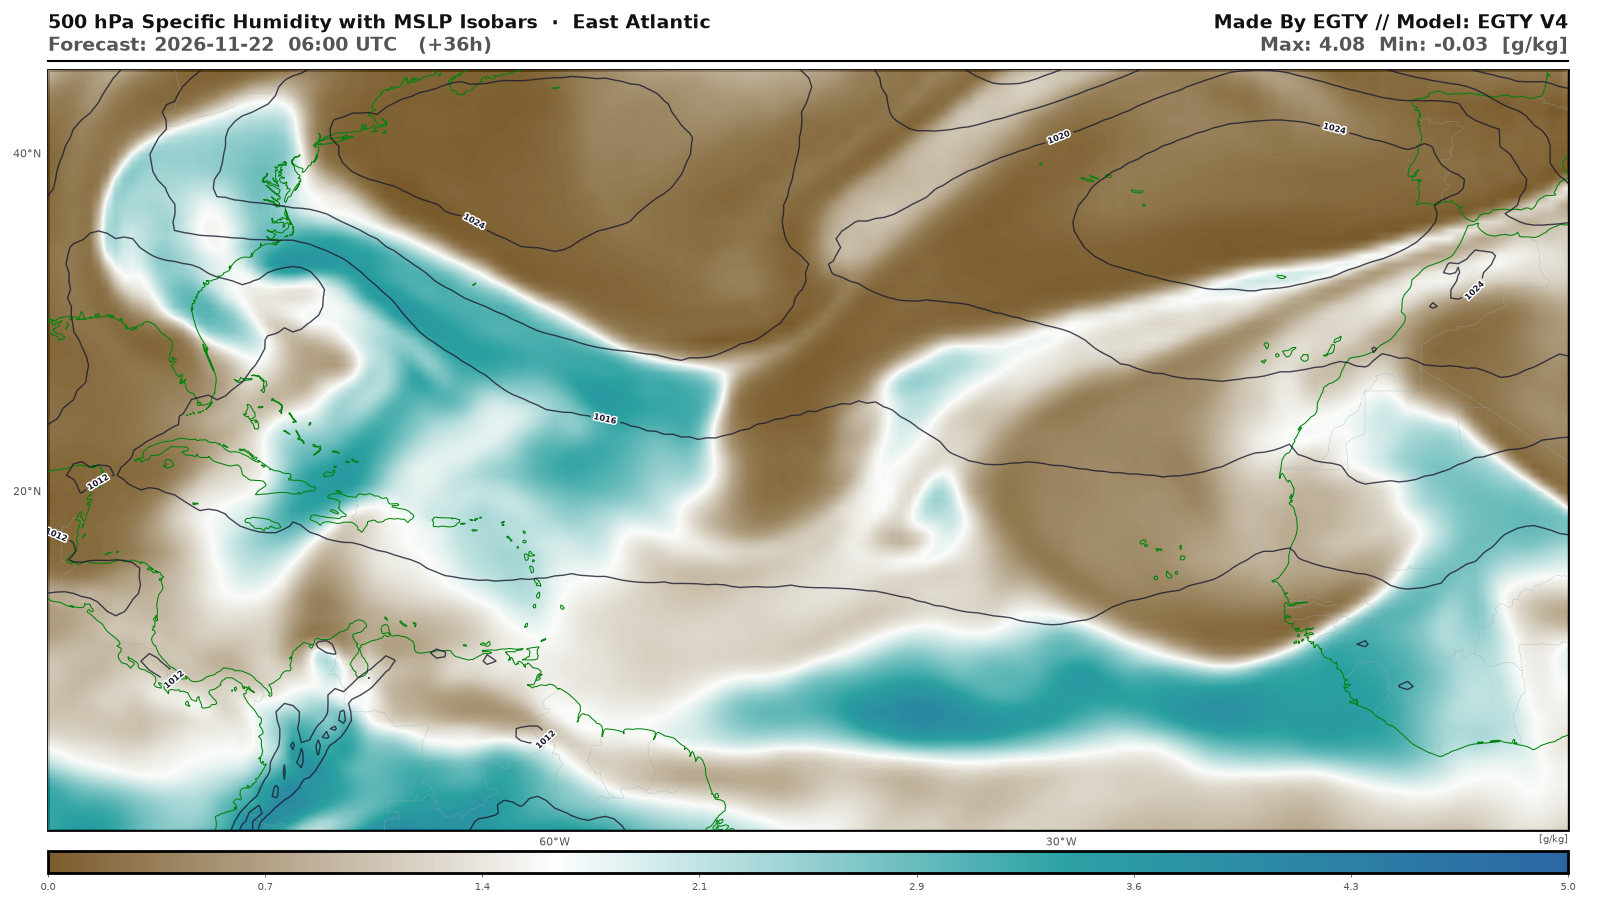 500 hPa Specific Humidity with MSLP Isobars · East Atlantic
Made By EGTY // Model: EGTY V4
Forecast: 2026-11-22 06:00 UTC (+36h)
Max: 4.08 Min: -0.03 [g/kg]
40°N
20°N
1020
1024
1024
1024
1016
1012
1012
1012
1012
60°W
30°W
[g/kg]
0.0 0.7 1.4 2.1 2.9 3.6 4.3 5.0